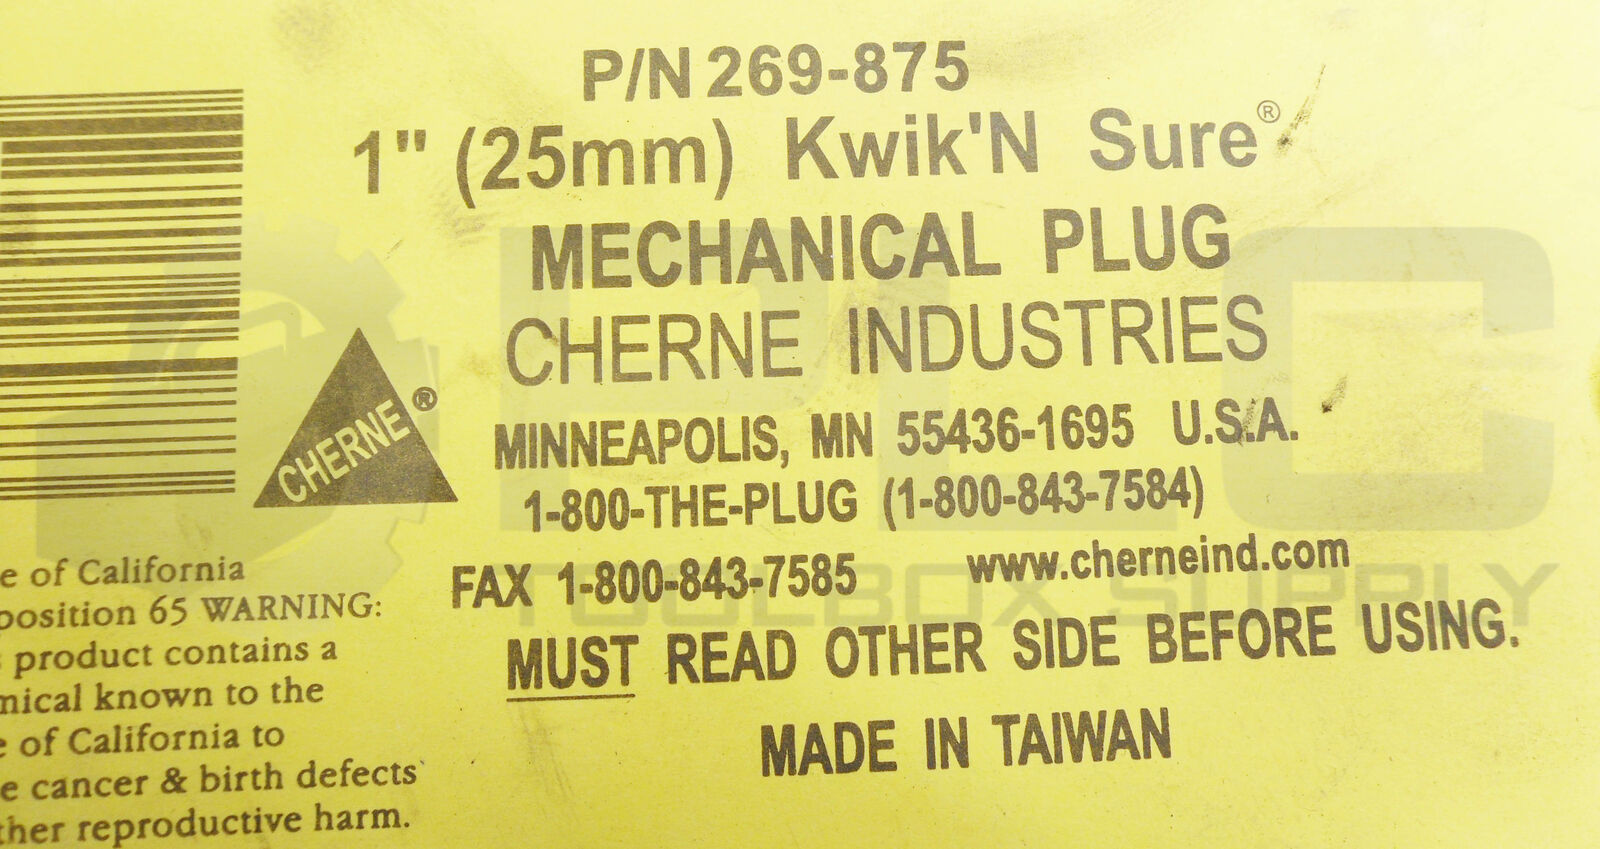 P/N 269-875
1" (25mm) Kwik'N Sure®
MECHANICAL PLUG
CHERNE INDUSTRIES
MINNEAPOLIS, MN 55436-1695 U.S.A.
1-800-THE-PLUG (1-800-843-7584)
FAX 1-800-843-7585 www.cherneind.com
MUST READ OTHER SIDE BEFORE USING.
MADE IN TAIWAN
CHERNE®
e of California
position 65 WARNING:
product contains a
mical known to the
e of California to
e cancer & birth defects
ther reproductive harm.
PLC
TOOLBOX SUPPLY